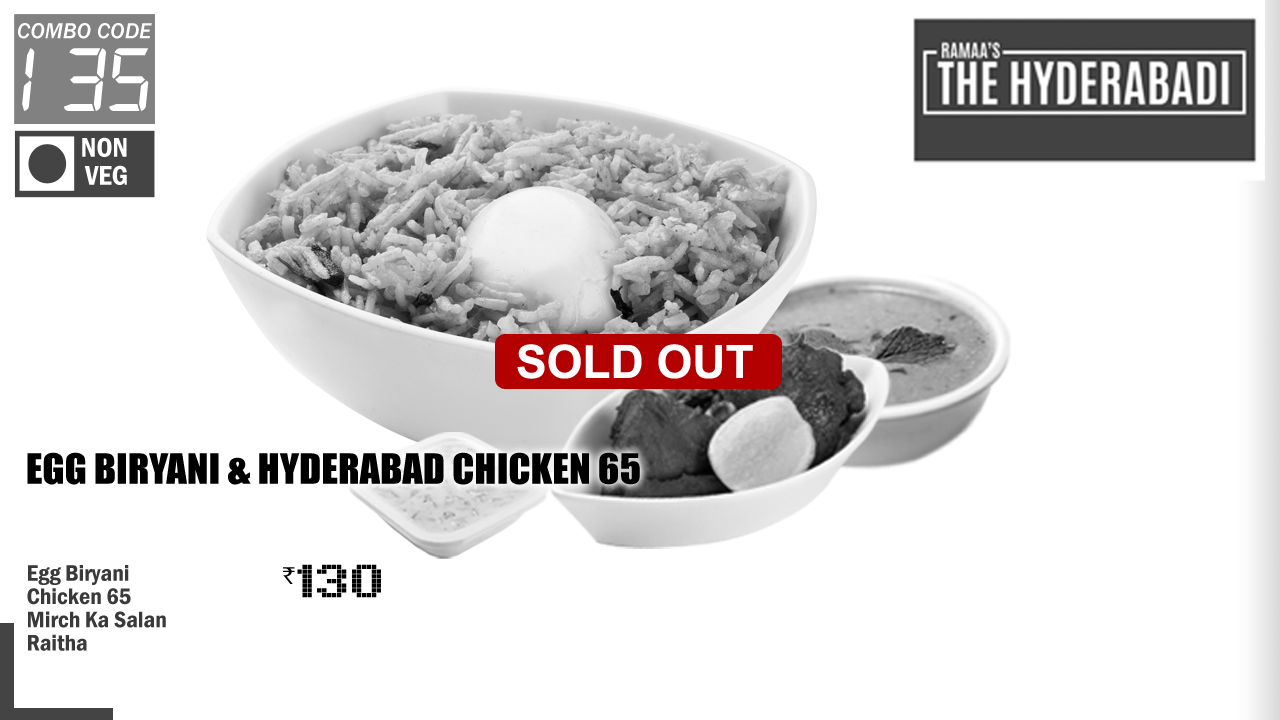 COMBO CODE
135
NON
VEG
RAMAA'S
THE HYDERABADI
SOLD OUT
EGG BIRYANI & HYDERABAD CHICKEN 65
Egg Biryani
Chicken 65
Mirch Ka Salan
Raitha
₹130